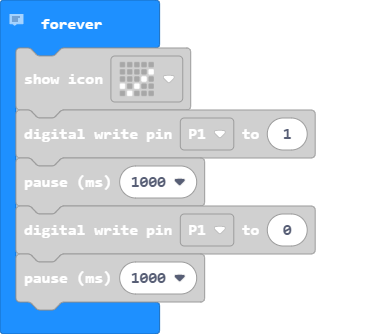 forever
show icon
digital write pin P1 to 1
pause (ms) 1000
digital write pin P1 to 0
pause (ms) 1000